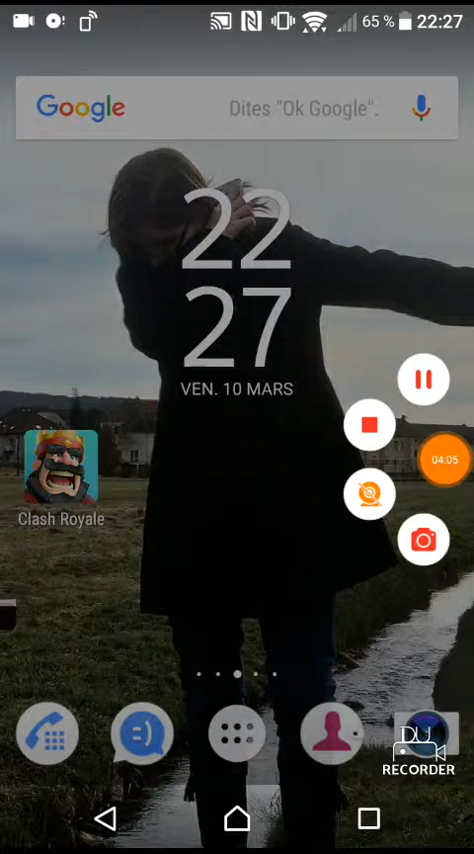 65 % 22:27
Google Dites "Ok Google".
22
27
VEN. 10 MARS
04:05
Clash Royale
DU
RECORDER